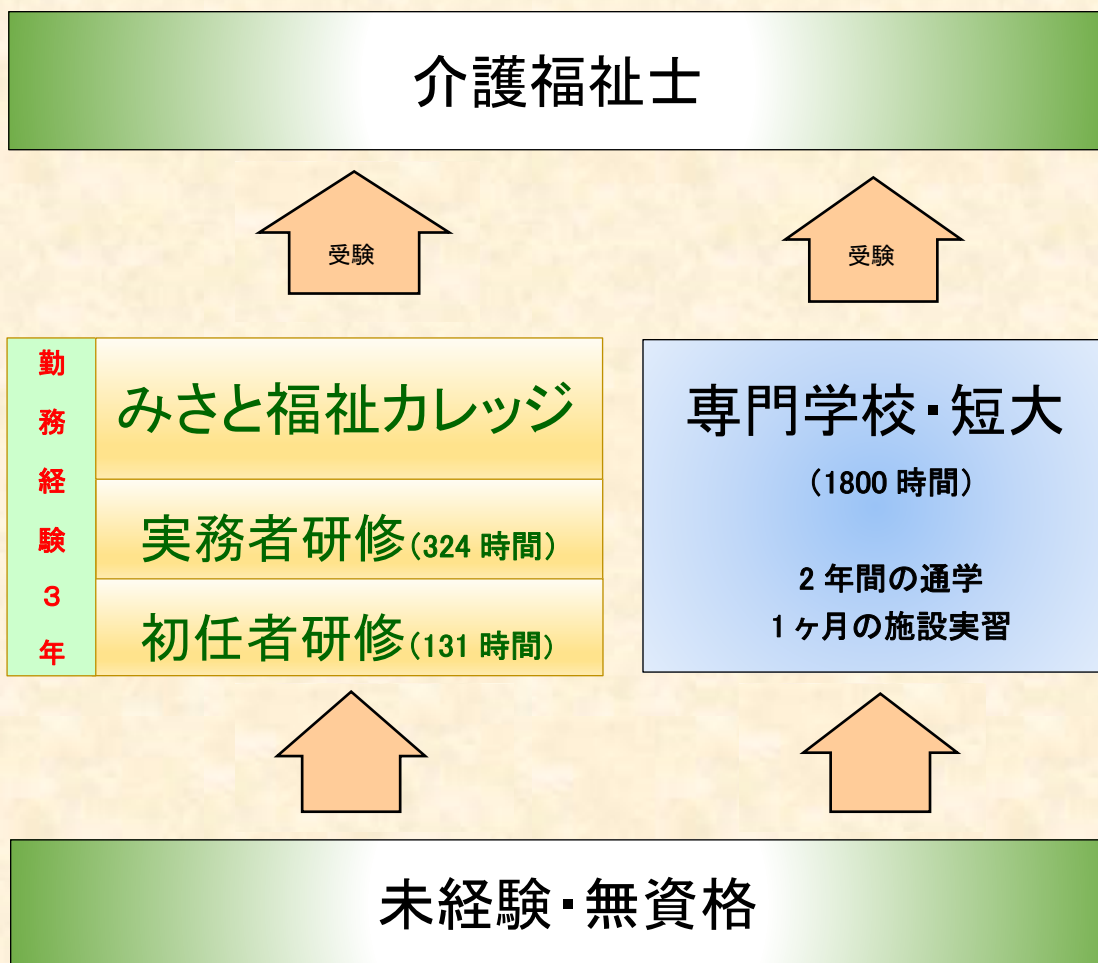 介護福祉士
受験
受験
勤務経験３年
みさと福祉カレッジ
実務者研修(324 時間)
初任者研修(131 時間)
専門学校・短大
(1800 時間)
2 年間の通学
1 ヶ月の施設実習
未経験・無資格